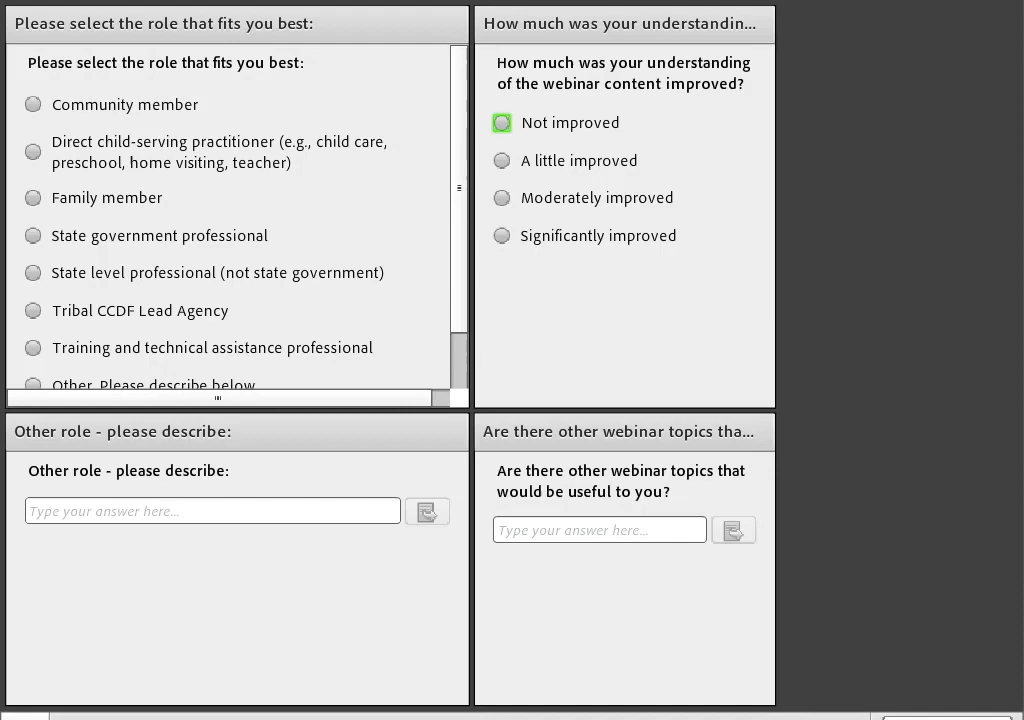 Please select the role that fits you best:
Please select the role that fits you best:
Community member
Direct child-serving practitioner (e.g., child care,
preschool, home visiting, teacher)
Family member
State government professional
State level professional (not state government)
Tribal CCDF Lead Agency
Training and technical assistance professional
Other. Please describe below
How much was your understandin...
How much was your understanding
of the webinar content improved?
Not improved
A little improved
Moderately improved
Significantly improved
Other role - please describe:
Other role - please describe:
Type your answer here...
Are there other webinar topics tha...
Are there other webinar topics that
would be useful to you?
Type your answer here...